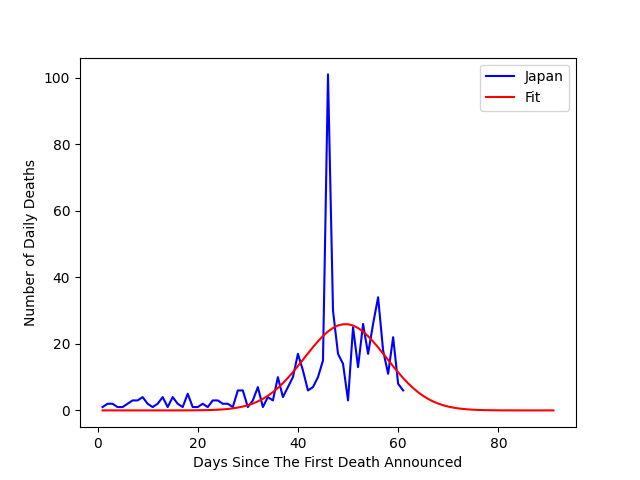 Japan
Fit
100
80
60
40
20
0
Number of Daily Deaths
0 20 40 60 80
Days Since The First Death Announced